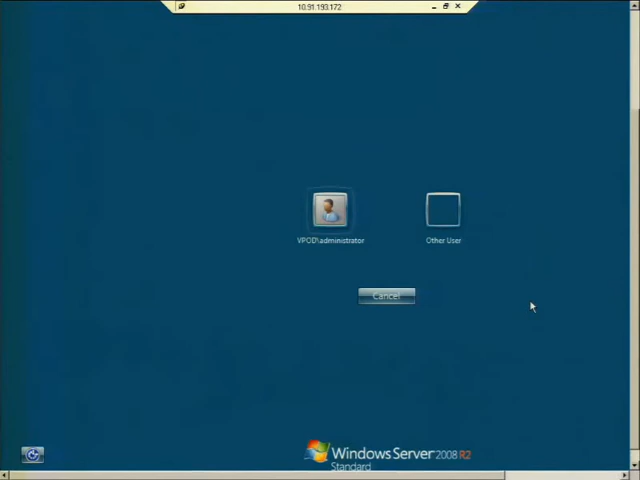 10.91.193.172
VPOD\administrator
Other User
Cancel
Windows Server 2008 R2
Standard